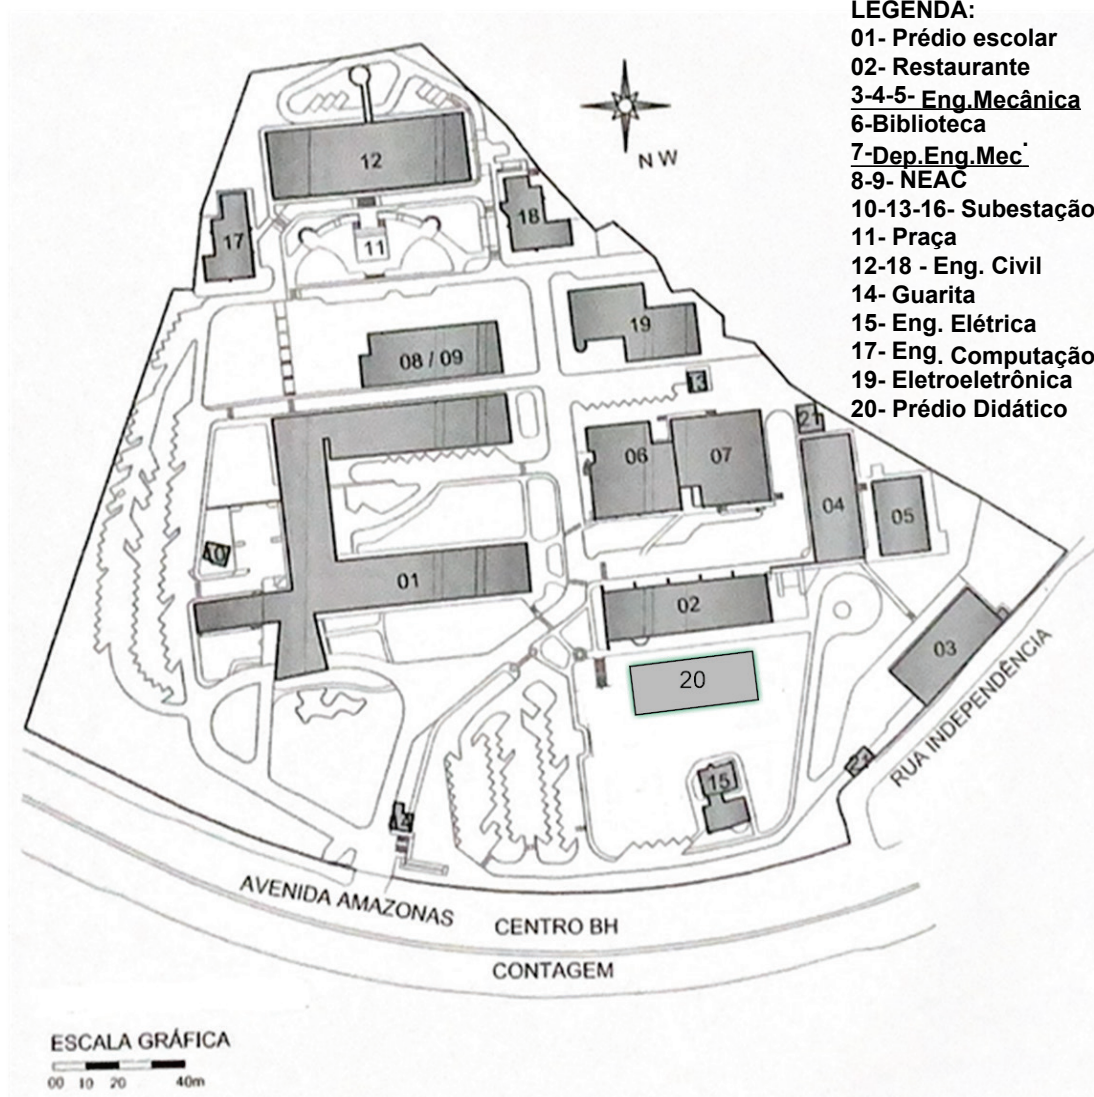 LEGENDA:
01- Prédio escolar
02- Restaurante
3-4-5- Eng.Mecânica
6-Biblioteca
7-Dep.Eng.Mec.
8-9- NEAC
10-13-16- Subestação
11- Praça
12-18 - Eng. Civil
14- Guarita
15- Eng. Elétrica
17- Eng. Computação
19- Eletroeletrônica
20- Prédio Didático
N W
12
17
11
18
08 / 09
19
13
06
07
21
04
05
10
01
02
03
20
15
RUA INDEPENDÊNCIA
AVENIDA AMAZONAS
CENTRO BH
CONTAGEM
ESCALA GRÁFICA
00 10 20 40m